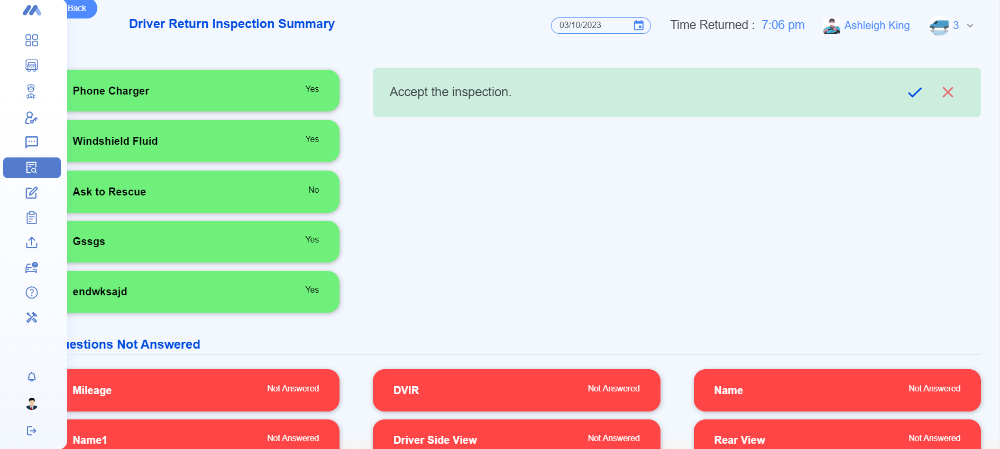 Back
Driver Return Inspection Summary
03/10/2023
Time Returned : 7:06 pm
Ashleigh King
3
Phone Charger Yes
Accept the inspection.
Windshield Fluid Yes
Ask to Rescue No
Gssgs Yes
endwksajd Yes
uestions Not Answered
Mileage Not Answered
DVIR Not Answered
Name Not Answered
Name1 Not Answered
Driver Side View Not Answered
Rear View Not Answered